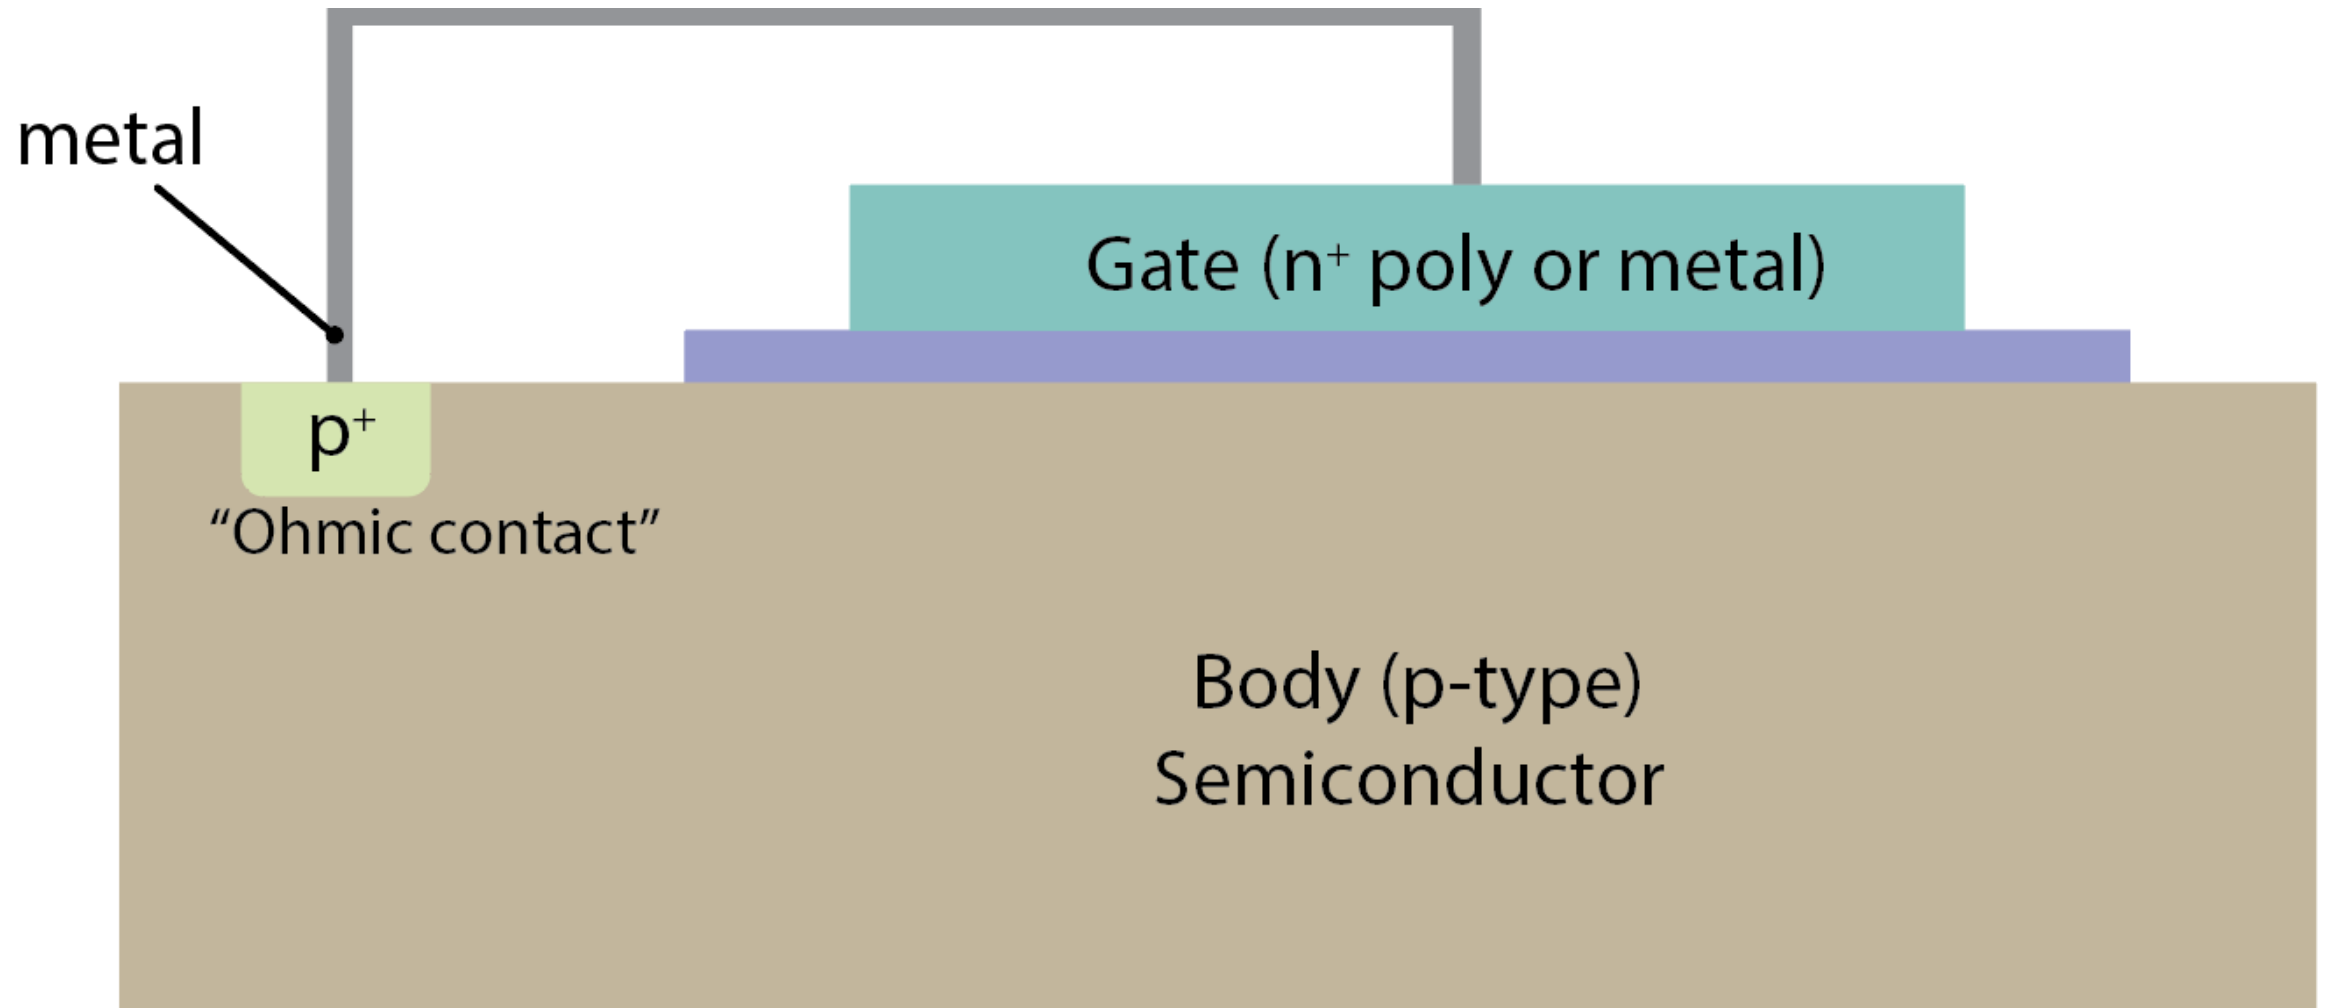 metal
Gate (n⁺ poly or metal)
p⁺
“Ohmic contact”
Body (p-type)
Semiconductor